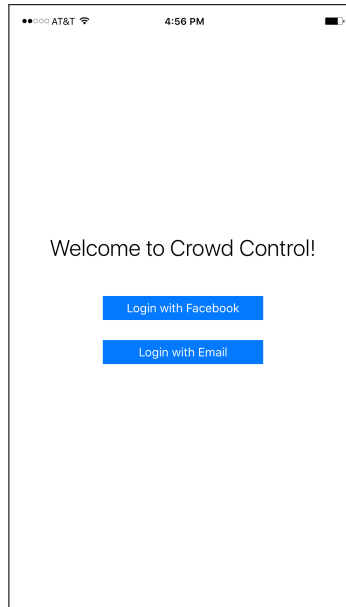 AT&T 4:56 PM
Welcome to Crowd Control!
Login with Facebook
Login with Email